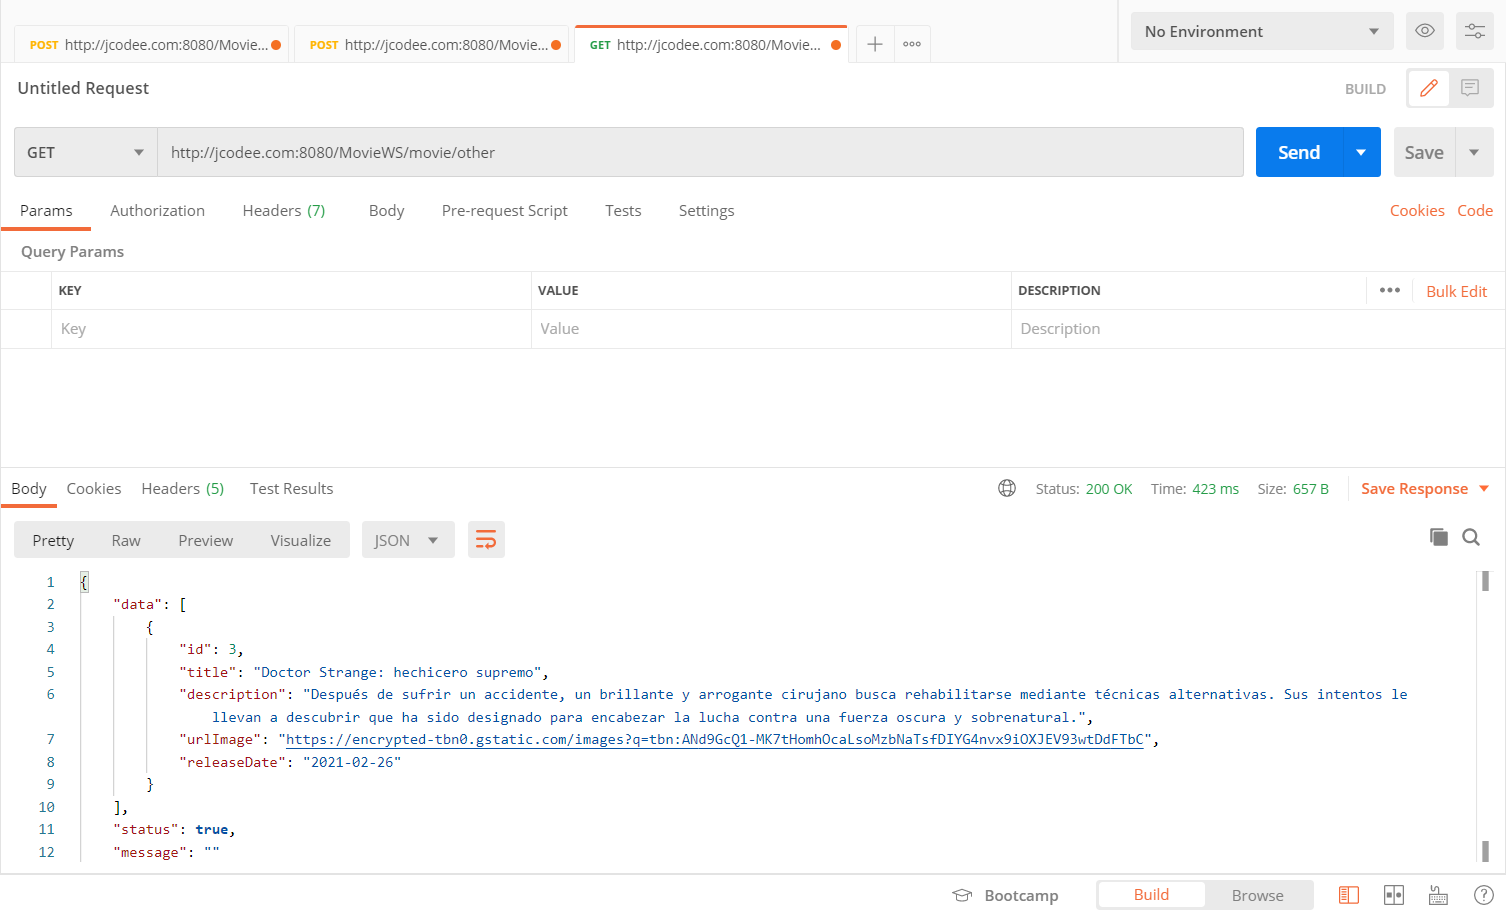 POST http://jcodee.com:8080/Movie... POST http://jcodee.com:8080/Movie... GET http://jcodee.com:8080/Movie... No Environment
Untitled Request BUILD
GET http://jcodee.com:8080/MovieWS/movie/other Send Save
Params Authorization Headers (7) Body Pre-request Script Tests Settings Cookies Code
Query Params
KEY VALUE DESCRIPTION Bulk Edit
Key Value Description
Body Cookies Headers (5) Test Results Status: 200 OK Time: 423 ms Size: 657 B Save Response
Pretty Raw Preview Visualize JSON
1 {
2 "data": [
3 {
4 "id": 3,
5 "title": "Doctor Strange: hechicero supremo",
6 "description": "Después de sufrir un accidente, un brillante y arrogante cirujano busca rehabilitarse mediante técnicas alternativas. Sus intentos le
llevan a descubrir que ha sido designado para encabezar la lucha contra una fuerza oscura y sobrenatural.",
7 "urlImage": "https://encrypted-tbn0.gstatic.com/images?q=tbn:ANd9GcQ1-MK7tHomhOcaLsoMzbNaTsfDIYG4nvx9iOXJEV93wtDdFTbC",
8 "releaseDate": "2021-02-26"
9 }
10 ],
11 "status": true,
12 "message": ""
Bootcamp Build Browse